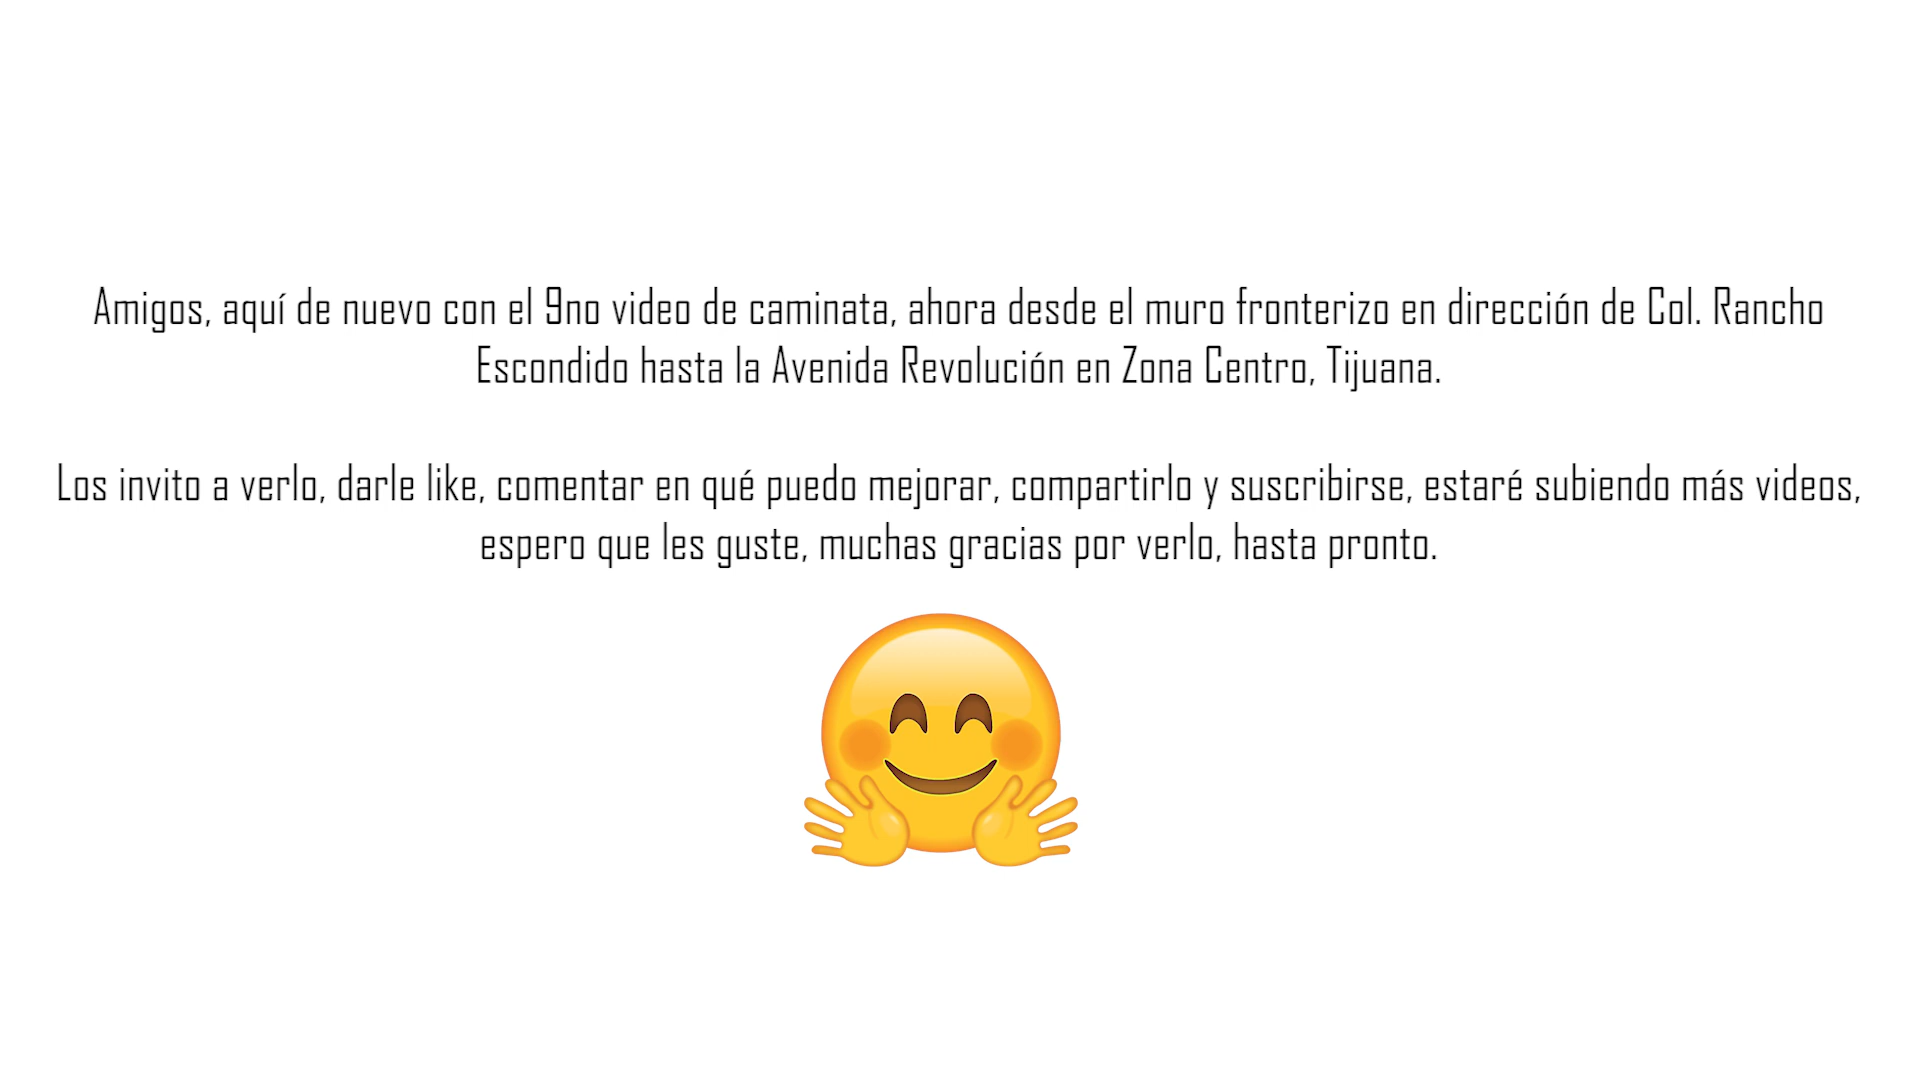 Amigos, aquí de nuevo con el 9no video de caminata, ahora desde el muro fronterizo en dirección de Col. Rancho
Escondido hasta la Avenida Revolución en Zona Centro, Tijuana.
Los invito a verlo, darle like, comentar en qué puedo mejorar, compartirlo y suscribirse, estaré subiendo más videos,
espero que les guste, muchas gracias por verlo, hasta pronto.